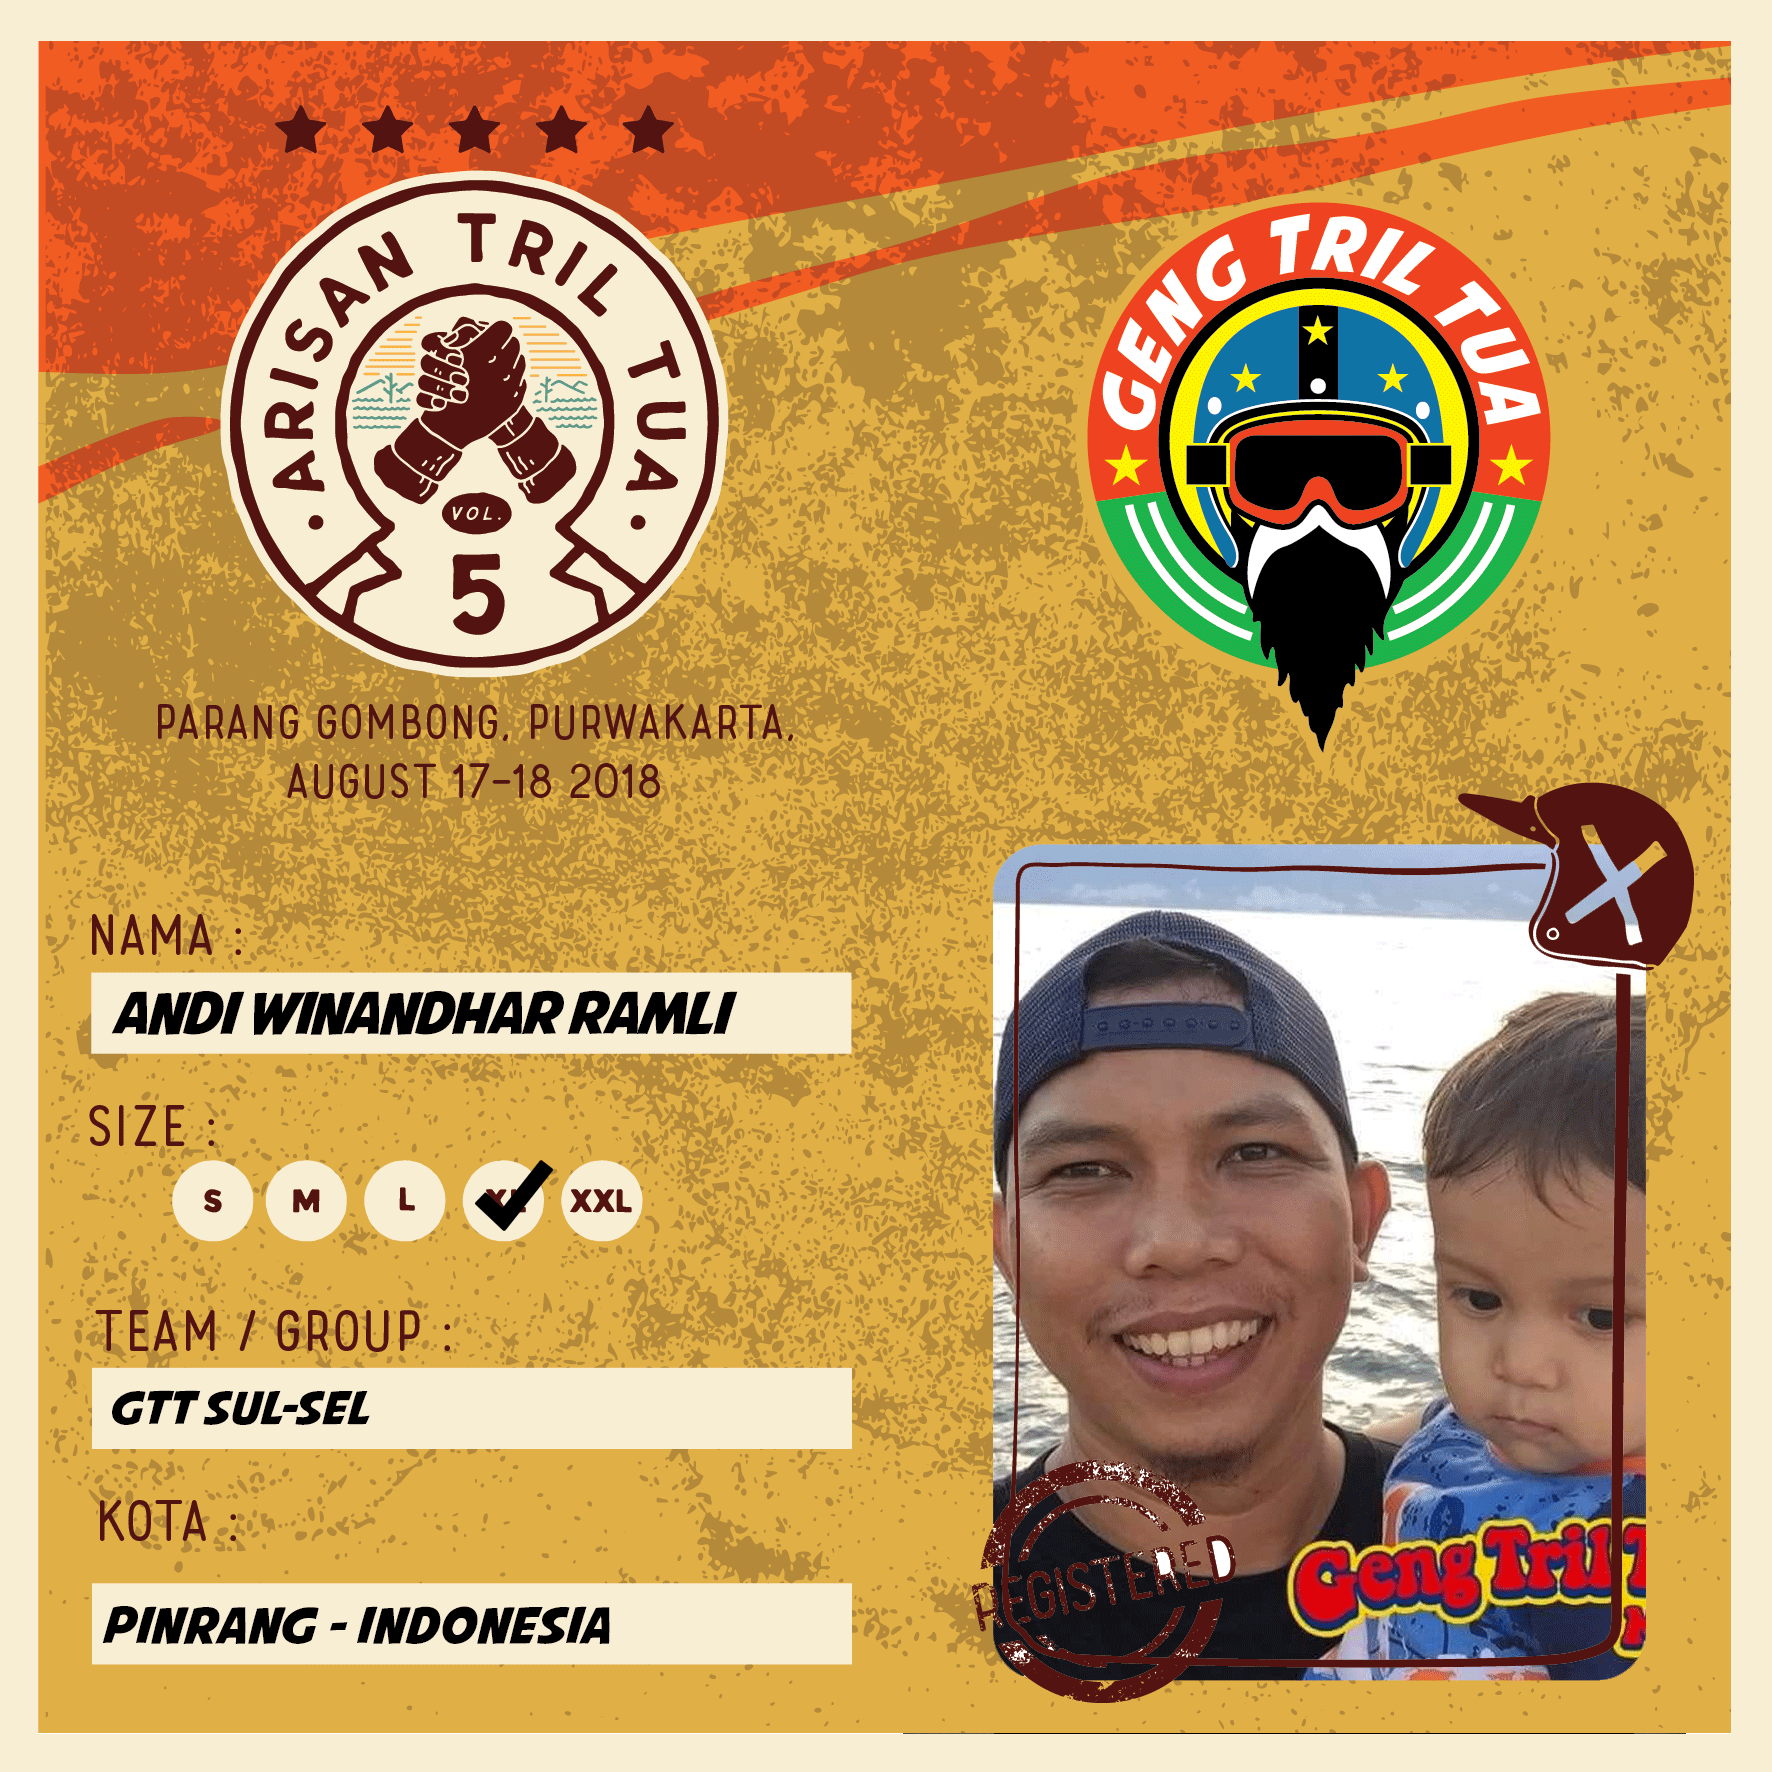 ARISAN TRIL TUA
VOL.
5
GENG TRIL TUA
PARANG GOMBONG, PURWAKARTA,
AUGUST 17-18 2018
NAMA :
ANDI WINANDHAR RAMLI
SIZE :
S M L XL XXL
TEAM / GROUP :
GTT SUL-SEL
KOTA :
PINRANG - INDONESIA
REGISTERED
Geng Tril